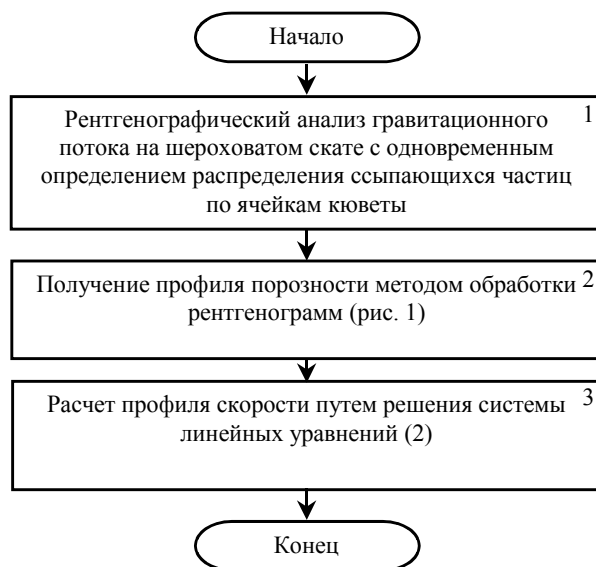 Начало
1
Рентгенографический анализ гравитационного
потока на шероховатом скате с одновременным
определением распределения ссыпающихся частиц
по ячейкам кюветы
2
Получение профиля порозности методом обработки
рентгенограмм (рис. 1)
3
Расчет профиля скорости путем решения системы
линейных уравнений (2)
Конец